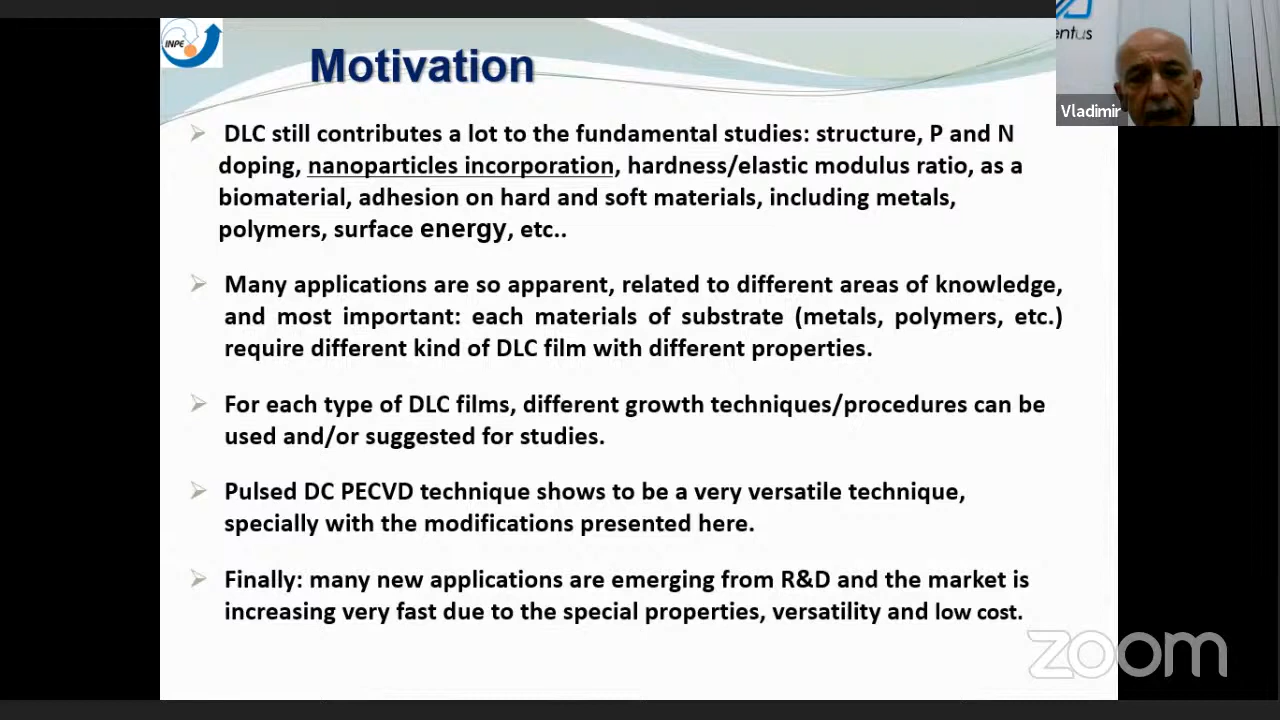 INPE
Motivation
entus
Vladimir
DLC still contributes a lot to the fundamental studies: structure, P and N
doping, nanoparticles incorporation, hardness/elastic modulus ratio, as a
biomaterial, adhesion on hard and soft materials, including metals,
polymers, surface energy, etc..
Many applications are so apparent, related to different areas of knowledge,
and most important: each materials of substrate (metals, polymers, etc.)
require different kind of DLC film with different properties.
For each type of DLC films, different growth techniques/procedures can be
used and/or suggested for studies.
Pulsed DC PECVD technique shows to be a very versatile technique,
specially with the modifications presented here.
Finally: many new applications are emerging from R&D and the market is
increasing very fast due to the special properties, versatility and low cost.
zoom